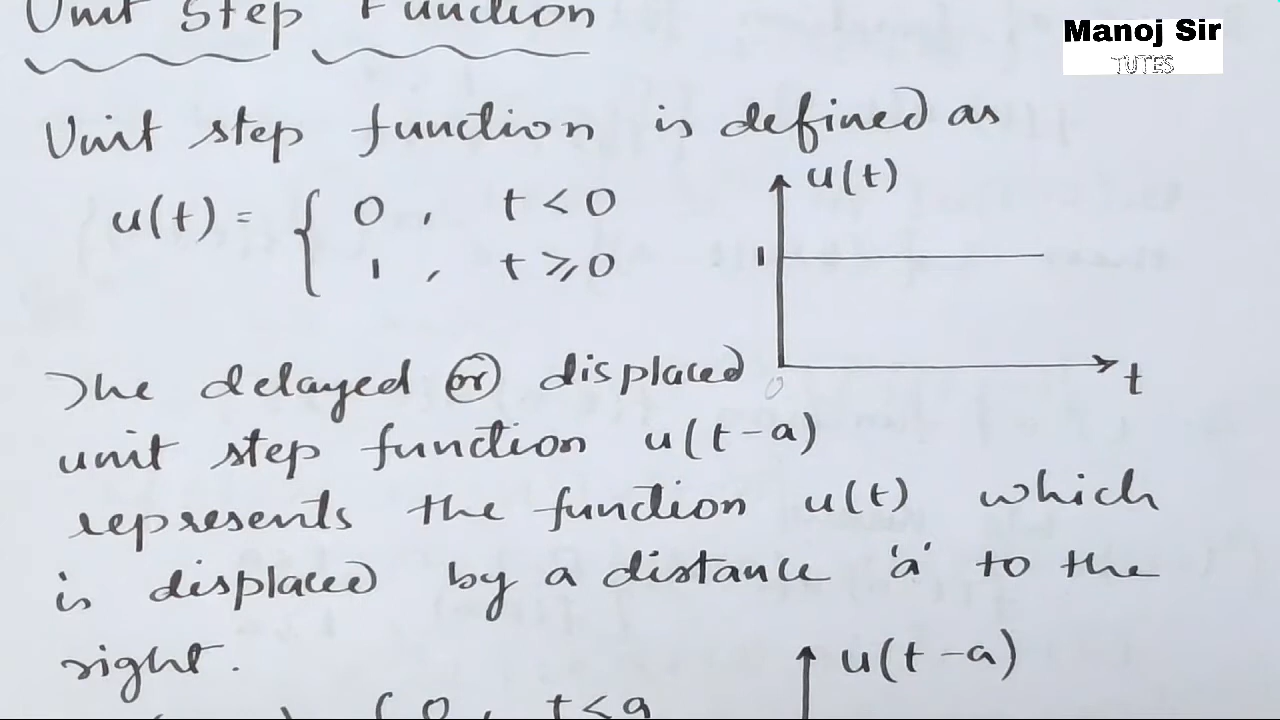 Unit Step Function
Manoj Sir
TUTES
Unit step function is defined as
u(t) = { 0 , t < 0
1 , t ⩾ 0
u(t)
1
0
t
The delayed or displaced
unit step function u(t-a)
represents the function u(t) which
is displaced by a distance 'a' to the
right.
u(t-a)
{ 0 , t < a